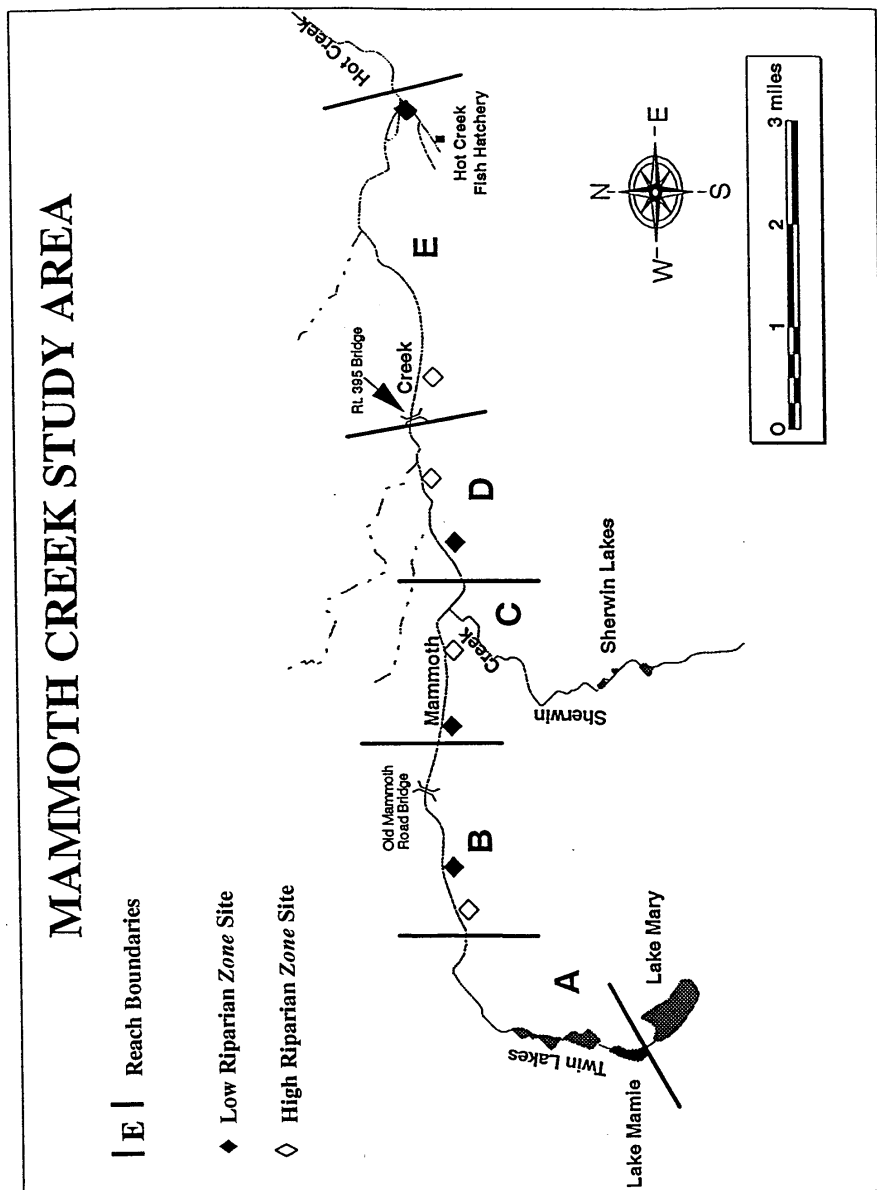 MAMMOTH CREEK STUDY AREA
E Reach Boundaries
Low Riparian Zone Site
High Riparian Zone Site
Hot Creek
Hot Creek
Fish Hatchery
E
Rt. 395 Bridge
Creek
D
Mammoth
C
Creek
Sherwin
Sherwin Lakes
Old Mammoth
Road Bridge
B
A
Twin Lakes
Lake Mamie
Lake Mary
N
W
E
S
0 1 2 3 miles